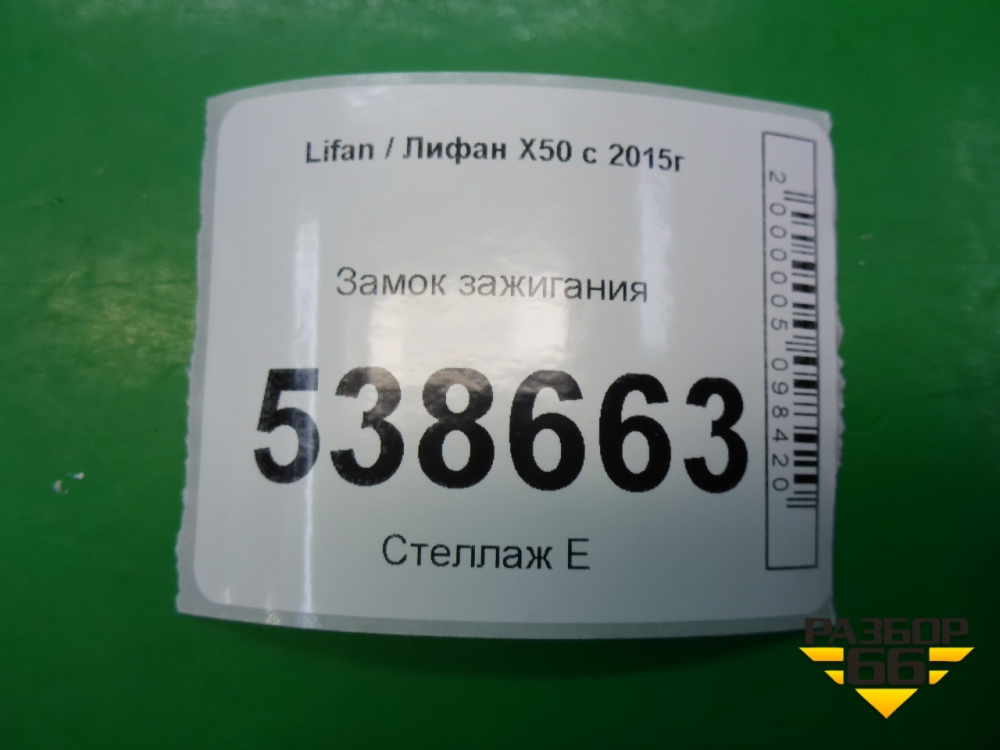 Lifan / Лифан X50 с 2015г
Замок зажигания
538663
Стеллаж Е
2000005098420
РАЗБОР
66